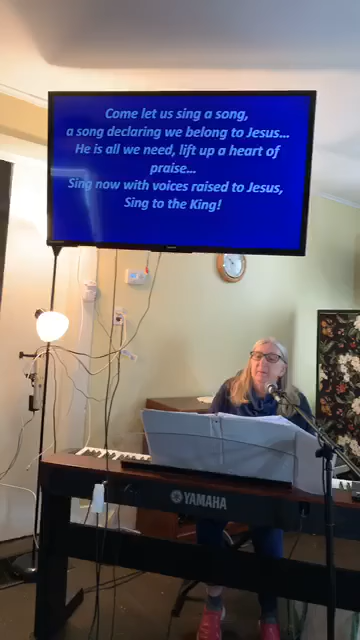 Come let us sing a song,
a song declaring we belong to Jesus...
He is all we need, lift up a heart of
praise...
Sing now with voices raised to Jesus,
Sing to the King!
YAMAHA